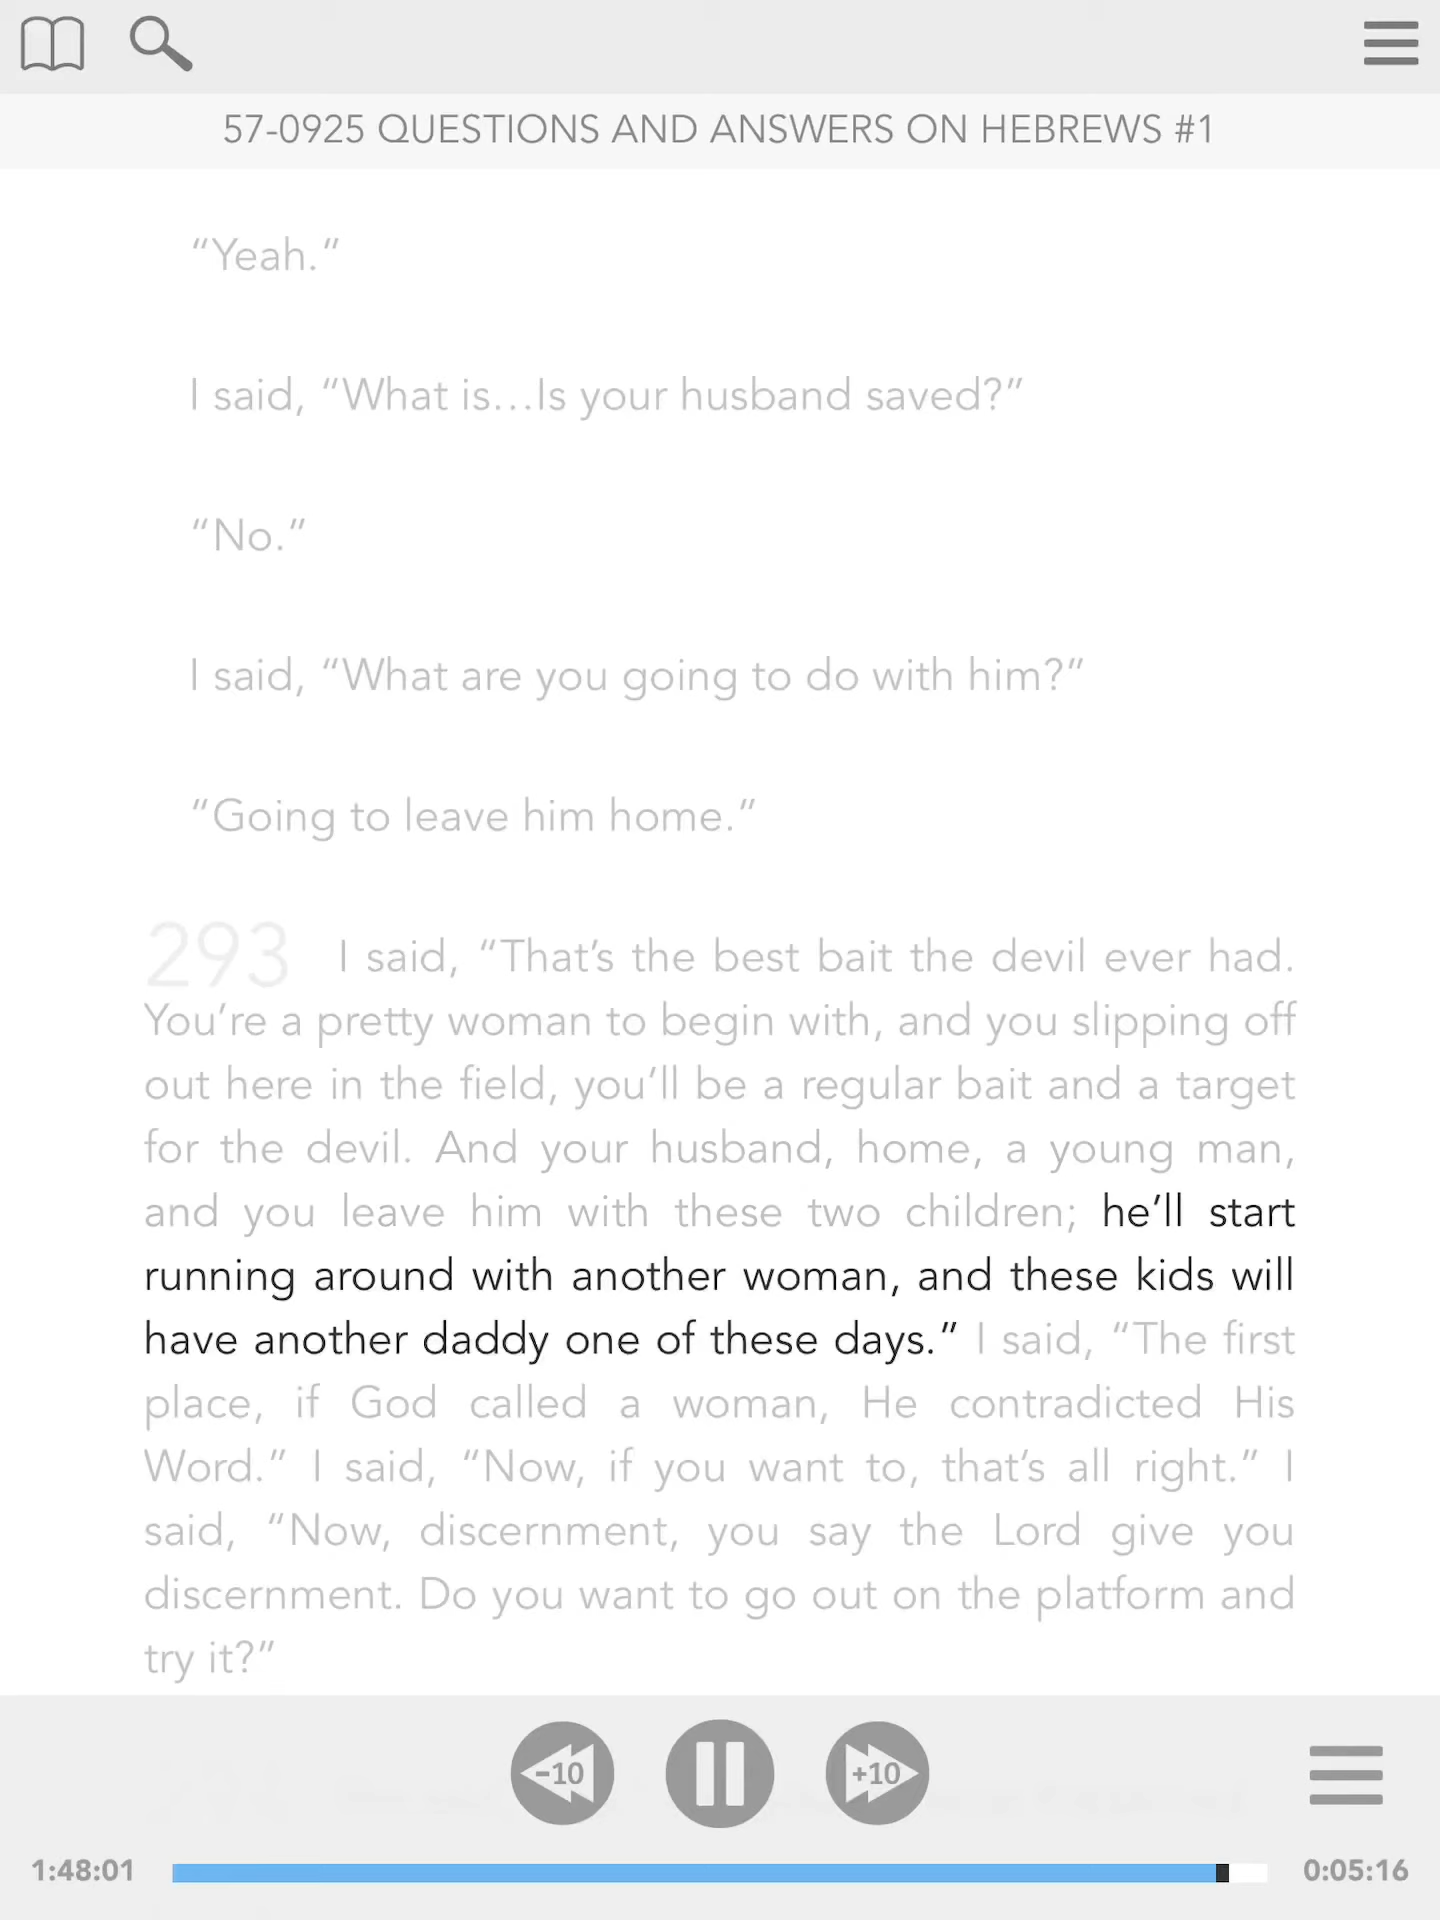 57-0925 QUESTIONS AND ANSWERS ON HEBREWS #1
“Yeah.”
I said, “What is…Is your husband saved?”
“No.”
I said, “What are you going to do with him?”
“Going to leave him home.”
293 I said, “That’s the best bait the devil ever had.
You’re a pretty woman to begin with, and you slipping off
out here in the field, you’ll be a regular bait and a target
for the devil. And your husband, home, a young man,
and you leave him with these two children; he’ll start
running around with another woman, and these kids will
have another daddy one of these days.” I said, “The first
place, if God called a woman, He contradicted His
Word.” I said, “Now, if you want to, that’s all right.” I
said, “Now, discernment, you say the Lord give you
discernment. Do you want to go out on the platform and
try it?”
-10 +10
1:48:01 0:05:16